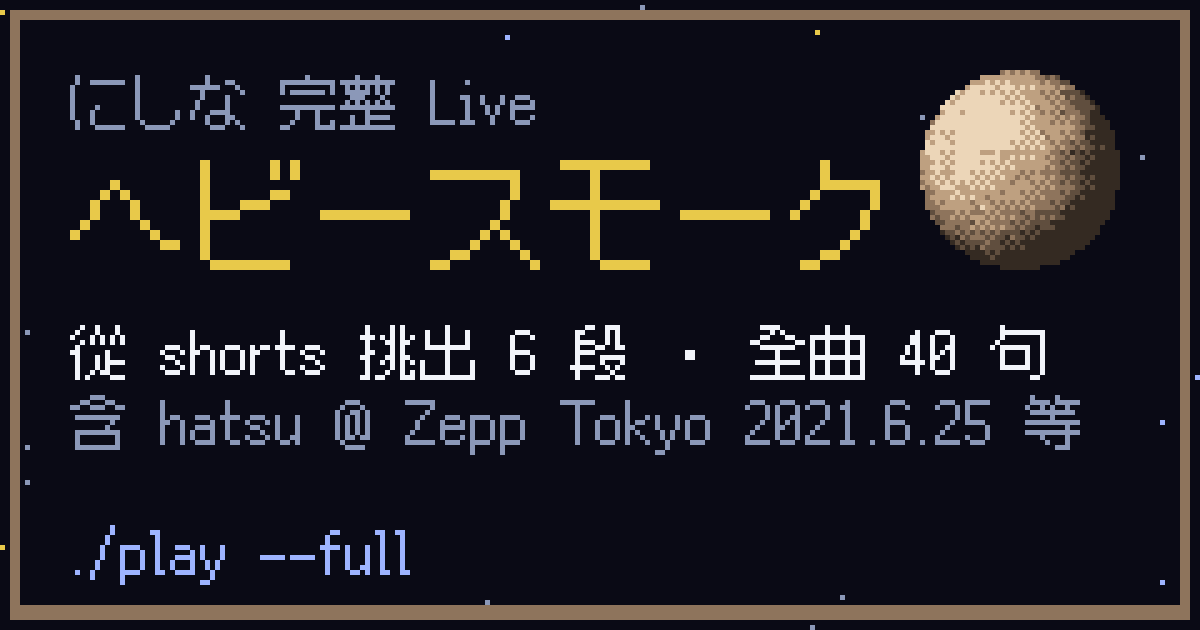 にしな 完整 Live
ヘビースモーク
從 shorts 挑出 6 段 · 全曲 40 句
含 hatsu @ Zepp Tokyo 2021.6.25 等
./play --full